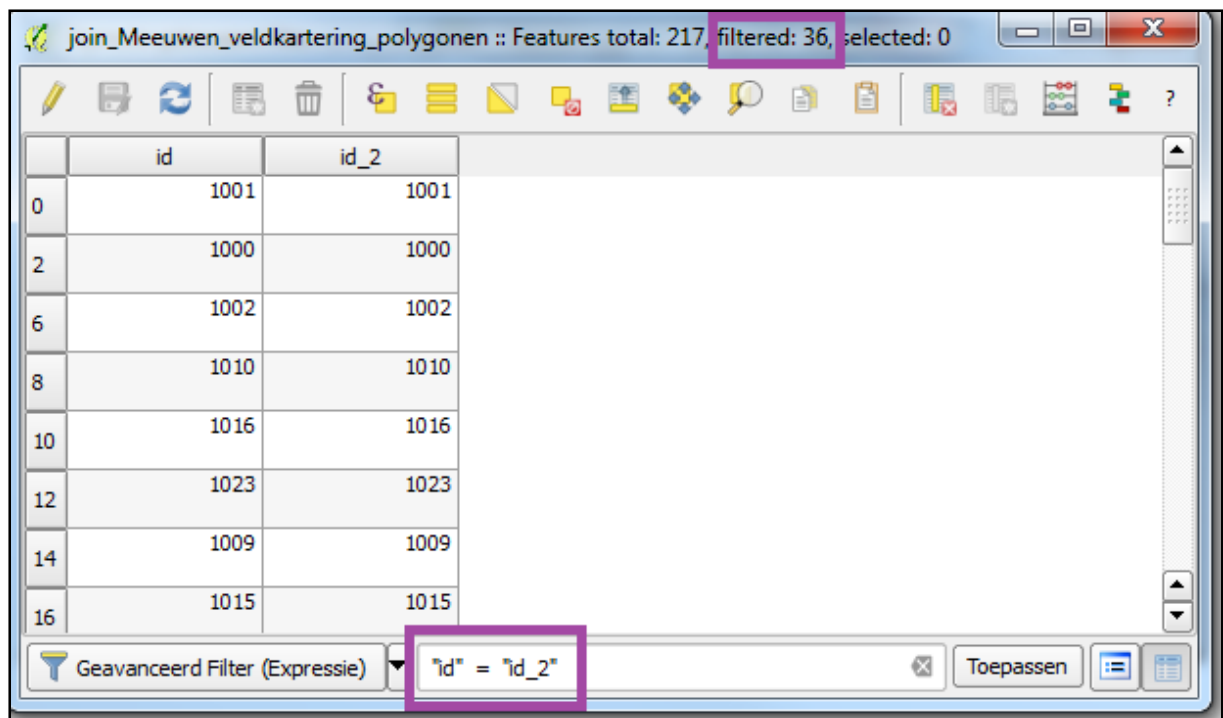 join_Meeuwen_veldkartering_polygonen :: Features total: 217, filtered: 36, selected: 0
ε
?
id id_2
0 1001 1001
2 1000 1000
6 1002 1002
8 1010 1010
10 1016 1016
12 1023 1023
14 1009 1009
16 1015 1015
Geavanceerd Filter (Expressie) "id" = "id_2" Toepassen